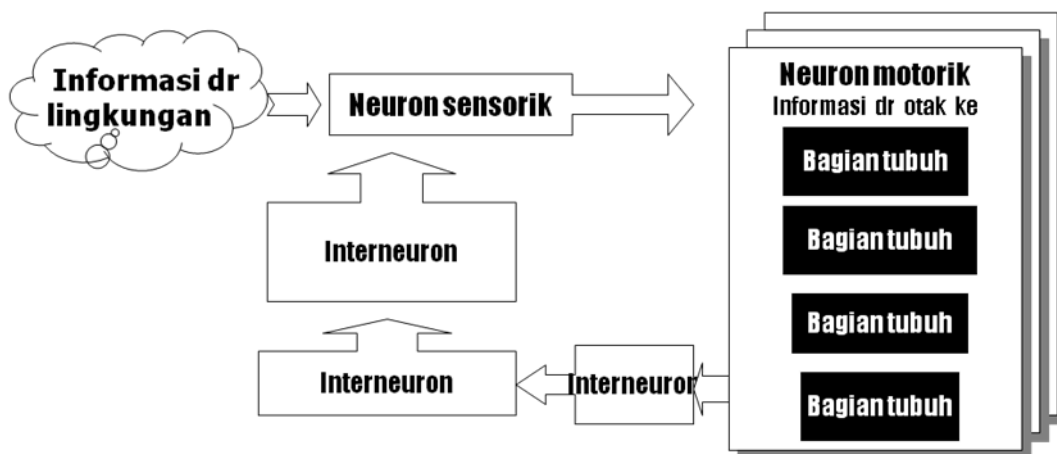 Informasi dr
lingkungan
Neuron sensorik
Neuron motorik
Informasi dr otak ke
Bagian tubuh
Bagian tubuh
Bagian tubuh
Bagian tubuh
Interneuron
Interneuron
Interneuron